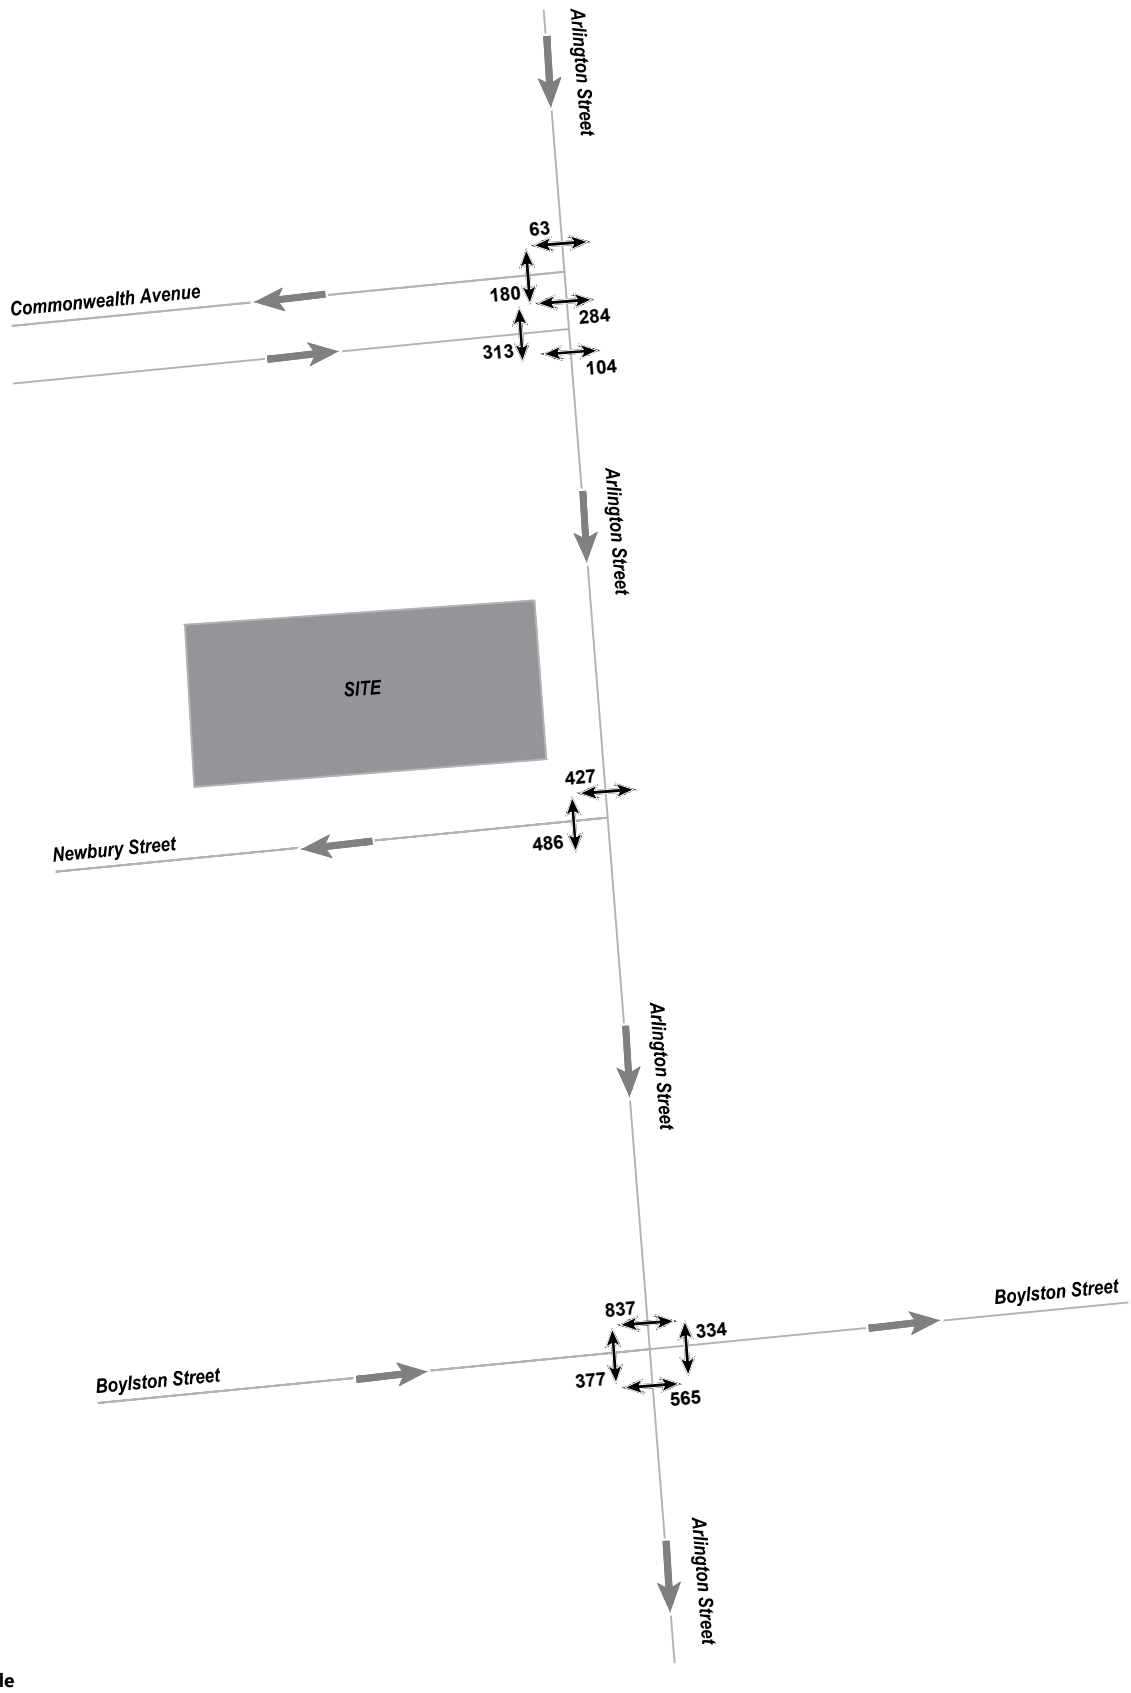 Arlington Street
63
Commonwealth Avenue
180
284
313
104
Arlington Street
SITE
427
Newbury Street
486
Arlington Street
Boylston Street
837
334
Boylston Street
377
565
Arlington Street
le